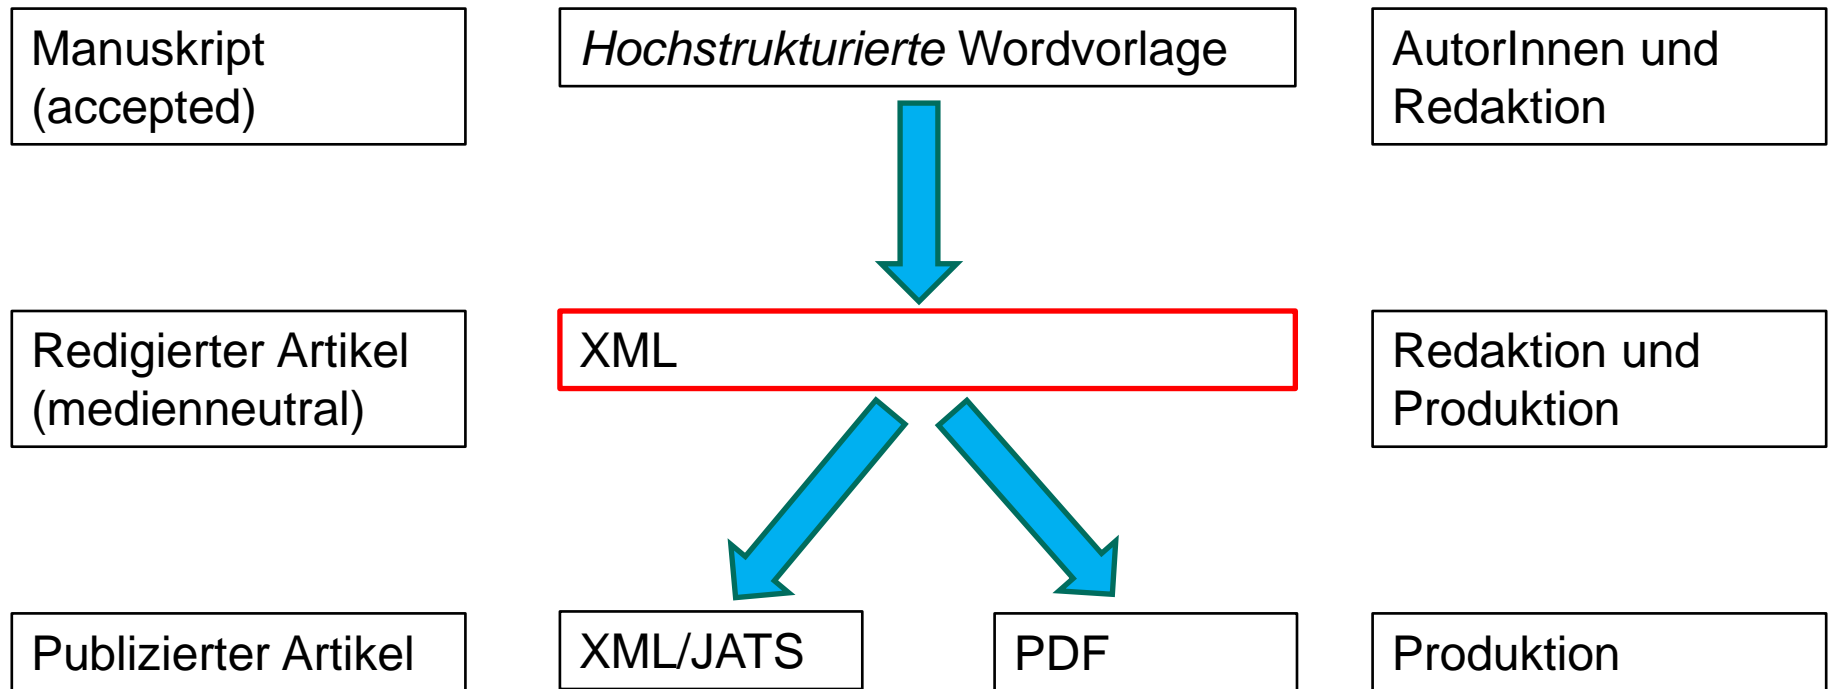 Manuskript
(accepted)
Hochstrukturierte Wordvorlage
AutorInnen und
Redaktion
Redigierter Artikel
(medienneutral)
XML
Redaktion und
Produktion
Publizierter Artikel
XML/JATS
PDF
Produktion